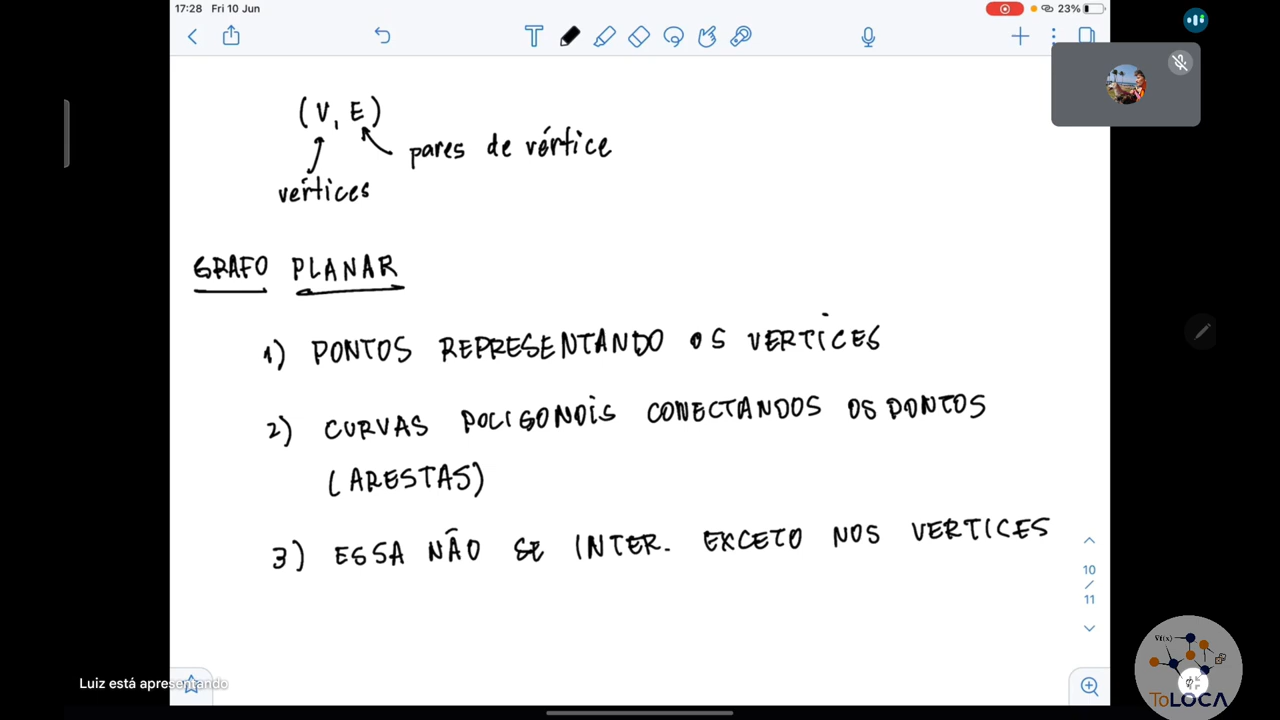 17:28 Fri 10 Jun
23%
T
(V, E)
pares de vértice
vértices
GRAFO PLANAR
1) PONTOS REPRESENTANDO OS VERTICES
2) CURVAS POLIGONAIS CONECTANDOS OS PONTOS
(ARESTAS)
3) ESSA NÃO SE INTER. EXCETO NOS VERTICES
10
/
11
Luiz está apresentando
∇f(x)
ToLOCA